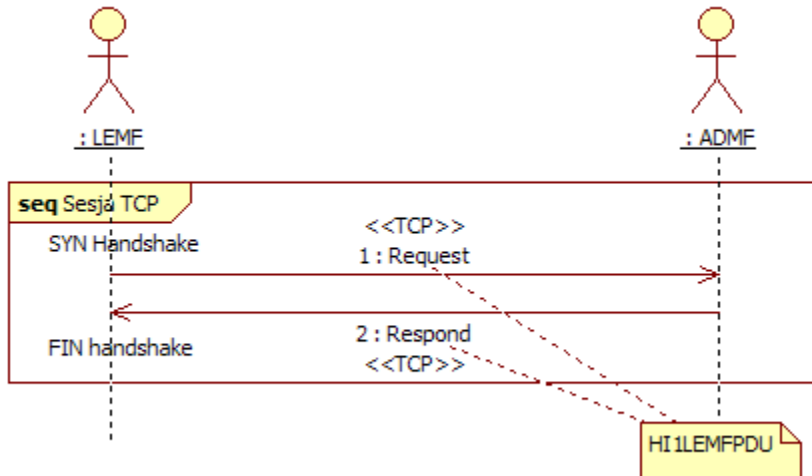 : LEMF
: ADMF
seq Sesja TCP
SYN Handshake
<<TCP>>
1 : Request
2 : Respond
FIN handshake
<<TCP>>
HI1LEMFPDU